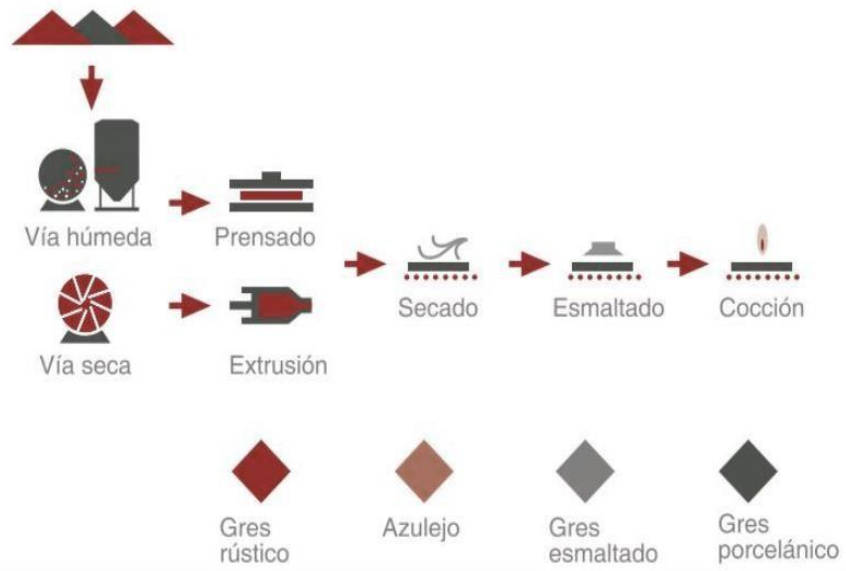 Vía húmeda
Prensado
Secado
Esmaltado
Cocción
Vía seca
Extrusión
Gres
rústico
Azulejo
Gres
esmaltado
Gres
porcelánico